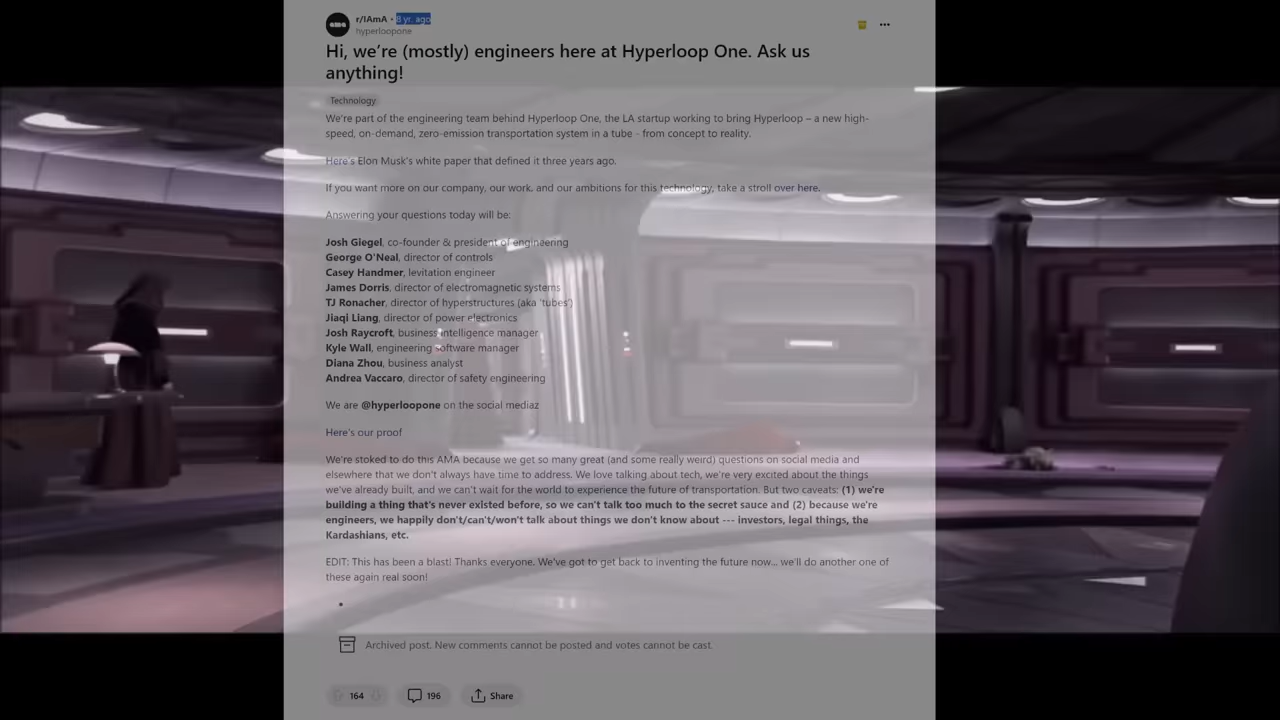 ama
r/IAmA • 8 yr. ago
hyperloopone
Hi, we're (mostly) engineers here at Hyperloop One. Ask us
anything!
Technology
We're part of the engineering team behind Hyperloop One, the LA startup working to bring Hyperloop – a new high-
speed, on-demand, zero-emission transportation system in a tube - from concept to reality.
Here's Elon Musk's white paper that defined it three years ago.
If you want more on our company, our work, and our ambitions for this technology, take a stroll over here.
Answering your questions today will be:
Josh Giegel, co-founder & president of engineering
George O'Neal, director of controls
Casey Handmer, levitation engineer
James Dorris, director of electromagnetic systems
TJ Ronacher, director of hyperstructures (aka 'tubes')
Jiaqi Liang, director of power electronics
Josh Raycroft, business intelligence manager
Kyle Wall, engineering software manager
Diana Zhou, business analyst
Andrea Vaccaro, director of safety engineering
We are @hyperloopone on the social mediaz
Here's our proof
We're stoked to do this AMA because we get so many great (and some really weird) questions on social media and
elsewhere that we don't always have time to address. We love talking about tech, we're very excited about the things
we've already built, and we can't wait for the world to experience the future of transportation. But two caveats: (1) we're
building a thing that's never existed before, so we can't talk too much to the secret sauce and (2) because we're
engineers, we happily don't/can't/won't talk about things we don't know about --- investors, legal things, the
Kardashians, etc.
EDIT: This has been a blast! Thanks everyone. We've got to get back to inventing the future now... we'll do another one of
these again real soon!
Archived post. New comments cannot be posted and votes cannot be cast.
164 196 Share